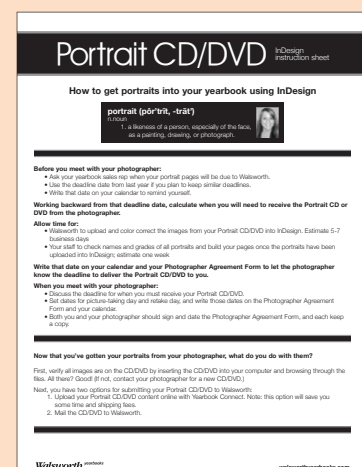 Portrait CD/DVD
InDesign
instruction sheet
How to get portraits into your yearbook using InDesign
portrait (pôr′trĭt, -trāt′)
n.noun
1. a likeness of a person, especially of the face,
as a painting, drawing, or photograph.
Before you meet with your photographer:
• Ask your yearbook sales rep when your portrait pages will be due to Walsworth.
• Use the deadline date from last year if you plan to keep similar deadlines.
• Write that date on your calendar to remind yourself.
Working backward from that deadline date, calculate when you will need to receive the Portrait CD or
DVD from the photographer.
Allow time for:
• Walsworth to upload and color correct the images from your Portrait CD/DVD into InDesign. Estimate 5-7
business days
• Your staff to check names and grades of all portraits and build your pages once the portraits have been
uploaded into InDesign; estimate one week
Write that date on your calendar and your Photographer Agreement Form to let the photographer
know the deadline to deliver the Portrait CD/DVD to you.
When you meet with your photographer:
• Discuss the deadline for when you must receive your Portrait CD/DVD.
• Set dates for picture-taking day and retake day, and write those dates on the Photographer Agreement
Form and your calendar.
• Both you and your photographer should sign and date the Photographer Agreement Form, and each keep
a copy.
Now that you've gotten your portraits from your photographer, what do you do with them?
First, verify all images are on the CD/DVD by inserting the CD/DVD into your computer and browsing through the
files. All there? Good! (If not, contact your photographer for a new CD/DVD.)
Next, you have two options for submitting your Portrait CD/DVD to Walsworth:
1. Upload your Portrait CD/DVD content online with Yearbook Connect. Note: this option will save you
some time and shipping fees.
2. Mail the CD/DVD to Walsworth.
Walsworth yearbooks
walsworthyearbooks.com